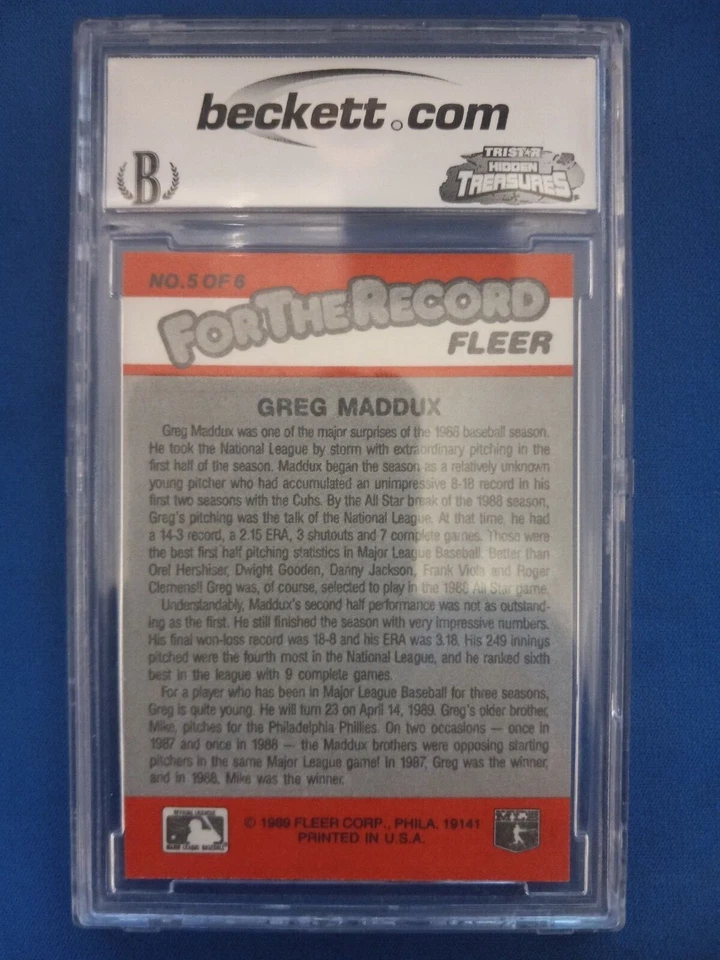 beckett.com
B
TRISTAR
HIDDEN
TREASURES
NO. 5 OF 6
FOR THE RECORD
FLEER
GREG MADDUX
Greg Maddux was one of the major surprises of the 1988 baseball season.
He took the National League by storm with extraordinary pitching in the
first half of the season. Maddux began the season as a relatively unknown
young pitcher who had accumulated an unimpressive 8-18 record in his
first two seasons with the Cubs. By the All Star break of the 1988 season,
Greg's pitching was the talk of the National League. At that time, he had
a 14-3 record, a 2.15 ERA, 3 shutouts and 7 complete games. Those were
the best first half pitching statistics in Major League Baseball. Better than
Orel Hershiser, Dwight Gooden, Danny Jackson, Frank Viola and Roger
Clemens!! Greg was, of course, selected to play in the 1988 All Star game.
Understandably, Maddux's second half performance was not as outstand-
ing as the first. He still finished the season with very impressive numbers.
His final won-loss record was 18-8 and his ERA was 3.18. His 249 innings
pitched were the fourth most in the National League, and he ranked sixth
best in the league with 9 complete games.
For a player who has been in Major League Baseball for three seasons,
Greg is quite young. He will turn 23 on April 14, 1989. Greg's older brother,
Mike, pitches for the Philadelphia Phillies. On two occasions — once in
1987 and once in 1988 — the Maddux brothers were opposing starting
pitchers in the same Major League game! In 1987, Greg was the winner,
and in 1988, Mike was the winner.
© 1989 FLEER CORP., PHILA. 19141
PRINTED IN U.S.A.